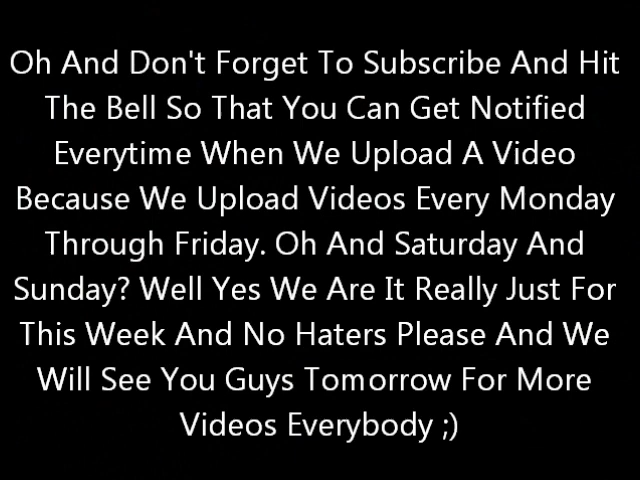 Oh And Don't Forget To Subscribe And Hit
The Bell So That You Can Get Notified
Everytime When We Upload A Video
Because We Upload Videos Every Monday
Through Friday. Oh And Saturday And
Sunday? Well Yes We Are It Really Just For
This Week And No Haters Please And We
Will See You Guys Tomorrow For More
Videos Everybody ;)